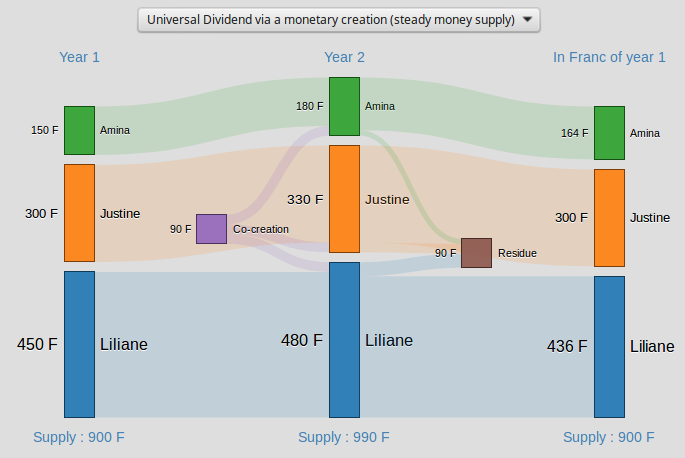 Universal Dividend via a monetary creation (steady money supply)
Year 1
Year 2
In Franc of year 1
180 F
Amina
150 F
Amina
164 F
Amina
330 F
Justine
300 F
Justine
300 F
Justine
90 F
Co-creation
90 F
Residue
480 F
Liliane
450 F
Liliane
436 F
Liliane
Supply : 900 F
Supply : 990 F
Supply : 900 F